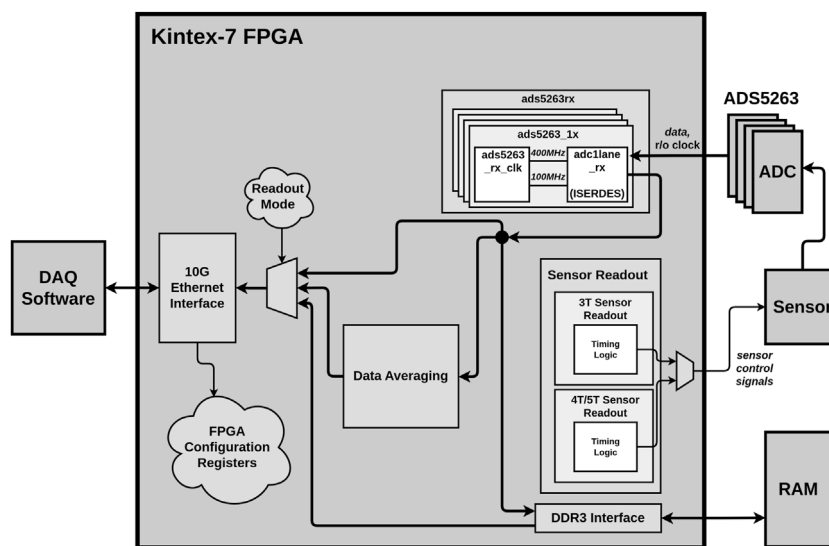 Kintex-7 FPGA
ads5263rx
ads5263_1x
ads5263
_rx_clk
400MHz
100MHz
adc1lane
_rx
(ISERDES)
data,
r/o clock
ADS5263
ADC
Readout
Mode
DAQ
Software
10G
Ethernet
Interface
Data Averaging
FPGA
Configuration
Registers
Sensor Readout
3T Sensor
Readout
Timing
Logic
4T/5T Sensor
Readout
Timing
Logic
Sensor
sensor
control
signals
DDR3 Interface
RAM